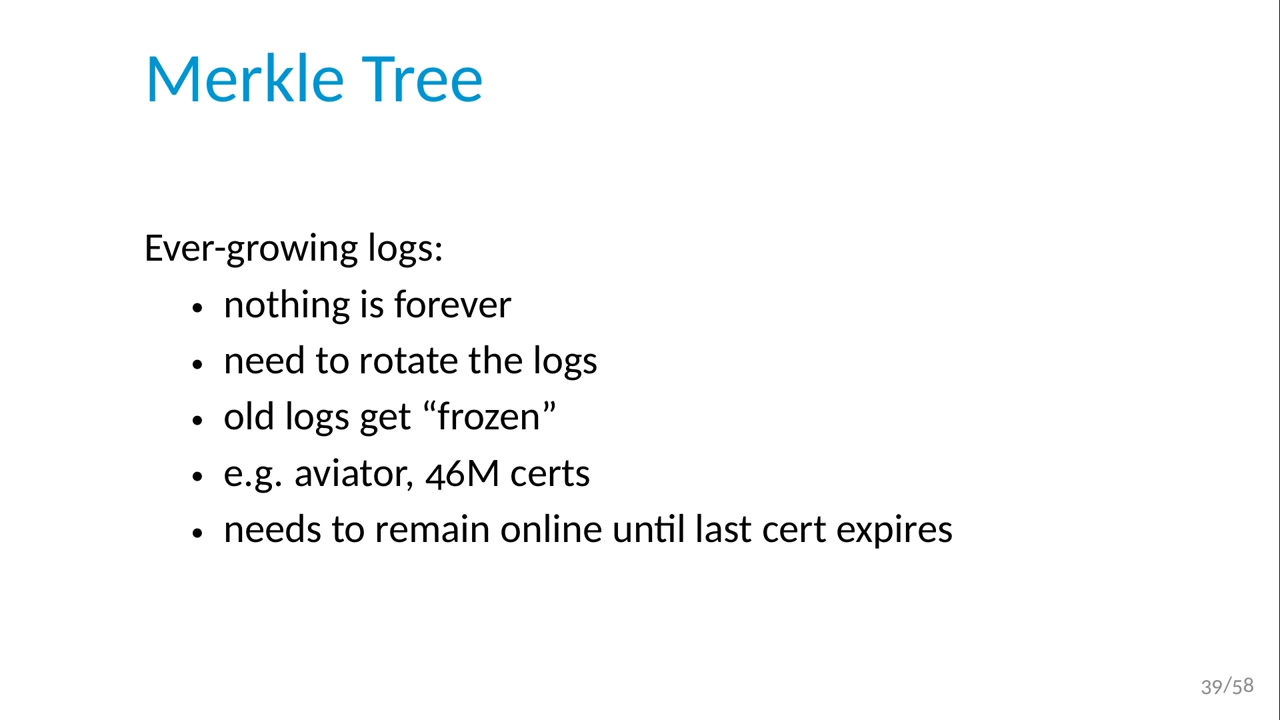 Merkle Tree
Ever-growing logs:
• nothing is forever
• need to rotate the logs
• old logs get “frozen”
• e.g. aviator, 46M certs
• needs to remain online until last cert expires
39/58